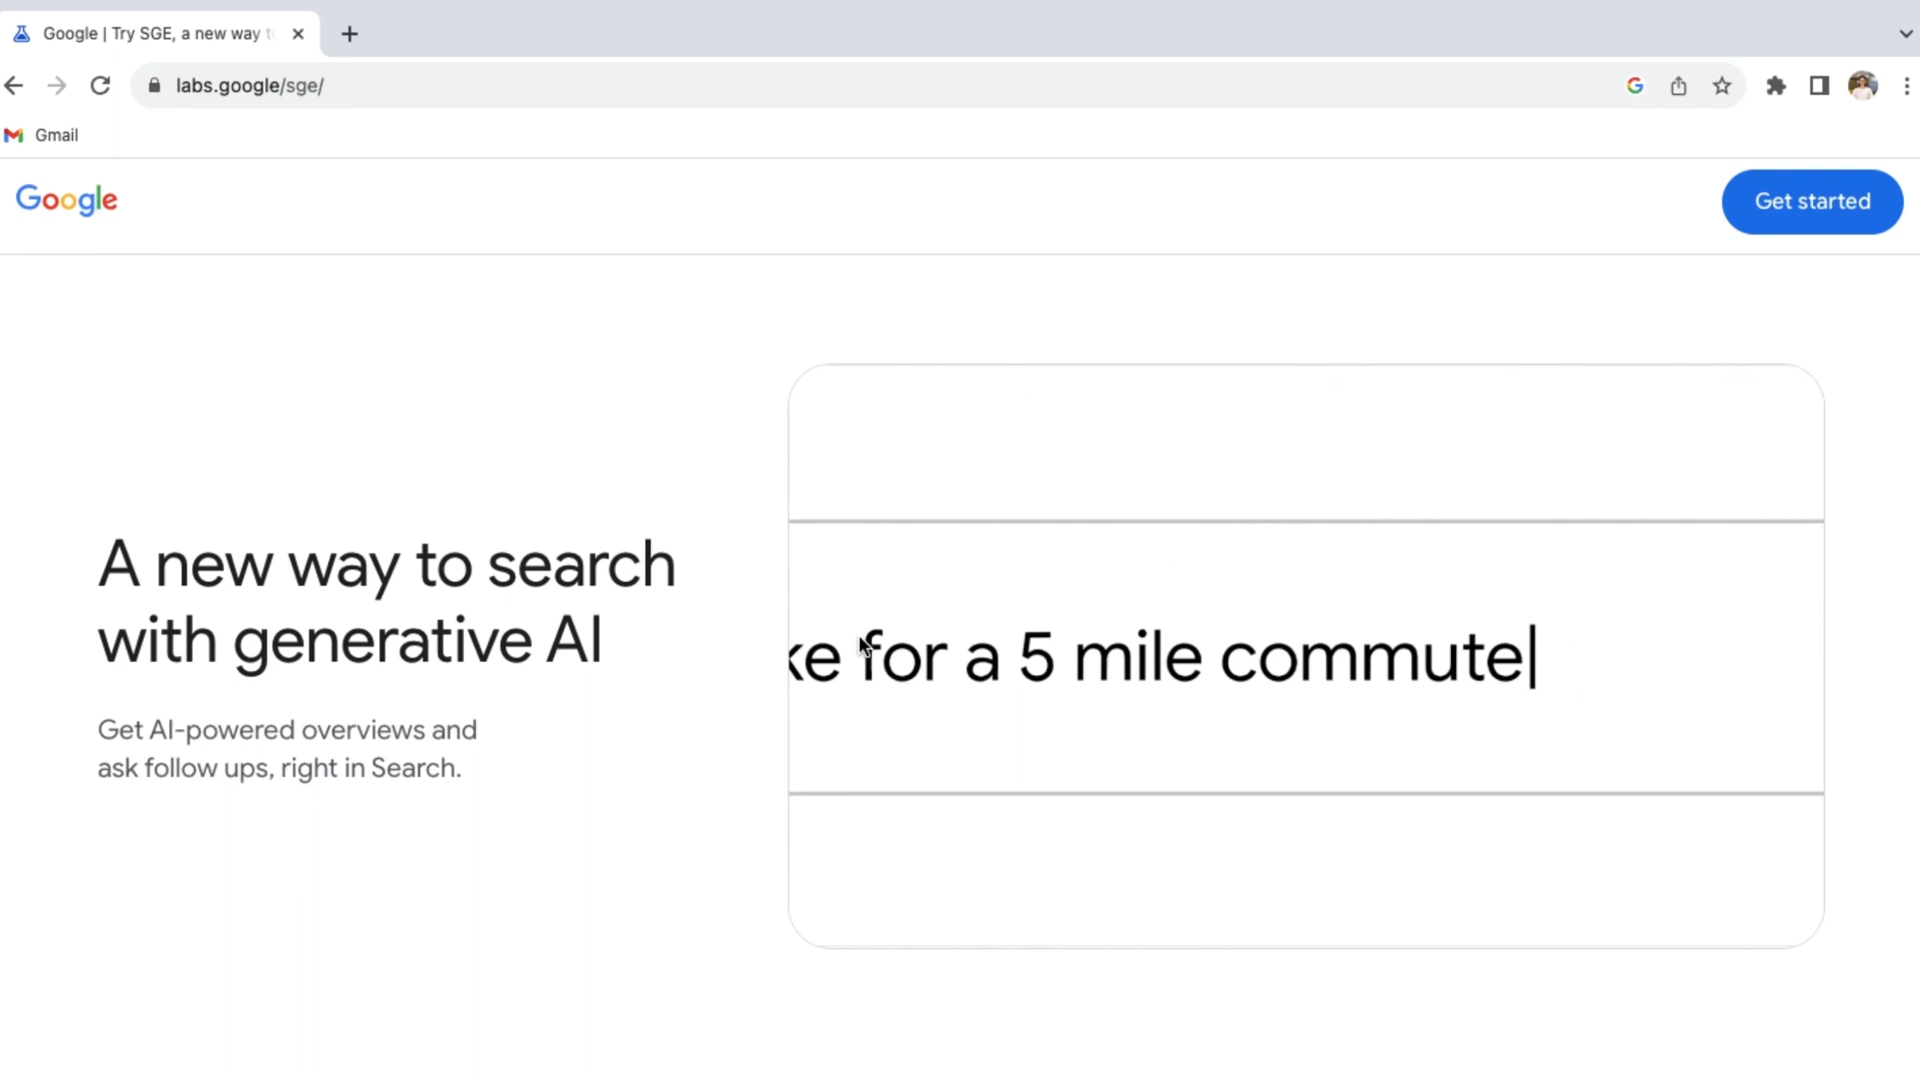 Google | Try SGE, a new way
labs.google/sge/
Gmail
Google
Get started
A new way to search
with generative AI
Get AI-powered overviews and
ask follow ups, right in Search.
ke for a 5 mile commute